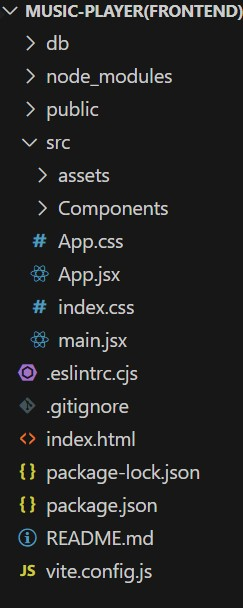 MUSIC-PLAYER(FRONTEND)
db
node_modules
public
src
assets
Components
# App.css
App.jsx
# index.css
main.jsx
.eslintrc.cjs
.gitignore
<> index.html
{} package-lock.json
{} package.json
README.md
JS vite.config.js